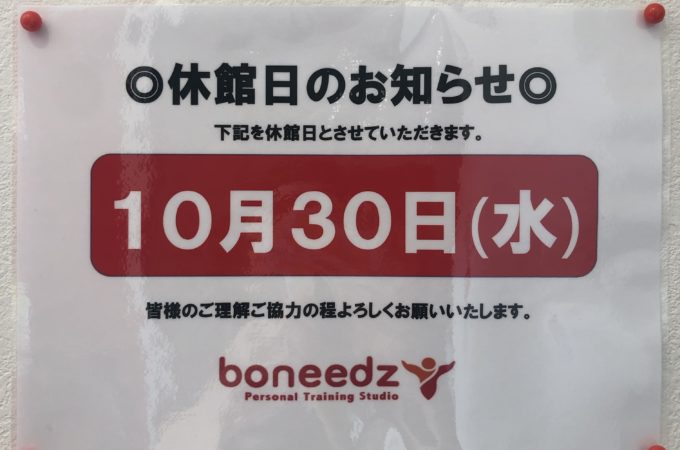 ◎休館日のお知らせ◎
下記を休館日とさせていただきます。
10月30日(水)
皆様のご理解ご協力の程よろしくお願いいたします。
boneedz
Personal Training Studio